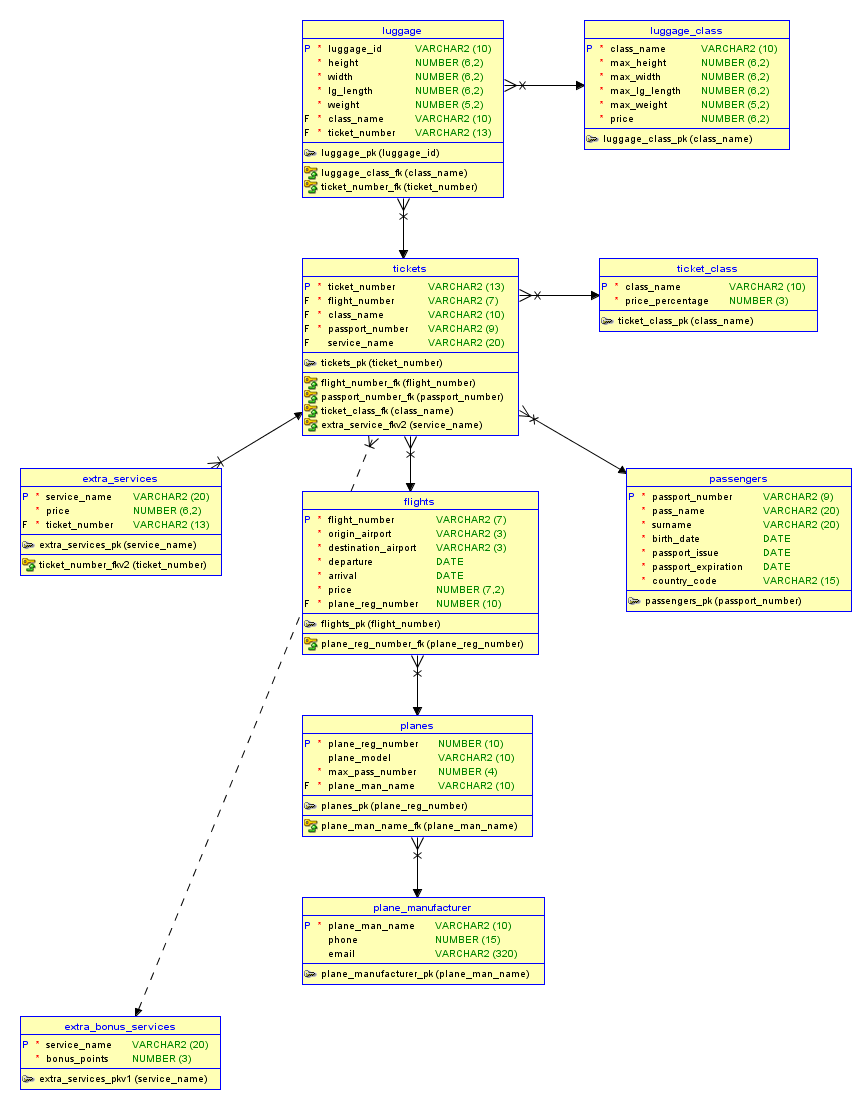 luggage
P * luggage_id VARCHAR2 (10)
* height NUMBER (6,2)
* width NUMBER (6,2)
* lg_length NUMBER (6,2)
* weight NUMBER (5,2)
F * class_name VARCHAR2 (10)
F * ticket_number VARCHAR2 (13)
luggage_pk (luggage_id)
luggage_class_fk (class_name)
ticket_number_fk (ticket_number)
luggage_class
P * class_name VARCHAR2 (10)
* max_height NUMBER (6,2)
* max_width NUMBER (6,2)
* max_lg_length NUMBER (6,2)
* max_weight NUMBER (5,2)
* price NUMBER (6,2)
luggage_class_pk (class_name)
tickets
P * ticket_number VARCHAR2 (13)
F * flight_number VARCHAR2 (7)
F * class_name VARCHAR2 (10)
F * passport_number VARCHAR2 (9)
F service_name VARCHAR2 (20)
tickets_pk (ticket_number)
flight_number_fk (flight_number)
passport_number_fk (passport_number)
ticket_class_fk (class_name)
extra_service_fkv2 (service_name)
ticket_class
P * class_name VARCHAR2 (10)
* price_percentage NUMBER (3)
ticket_class_pk (class_name)
extra_services
P * service_name VARCHAR2 (20)
* price NUMBER (6,2)
F * ticket_number VARCHAR2 (13)
extra_services_pk (service_name)
ticket_number_fkv2 (ticket_number)
flights
P * flight_number VARCHAR2 (7)
* origin_airport VARCHAR2 (3)
* destination_airport VARCHAR2 (3)
* departure DATE
* arrival DATE
* price NUMBER (7,2)
F * plane_reg_number NUMBER (10)
flights_pk (flight_number)
plane_reg_number_fk (plane_reg_number)
passengers
P * passport_number VARCHAR2 (9)
* pass_name VARCHAR2 (20)
* surname VARCHAR2 (20)
* birth_date DATE
* passport_issue DATE
* passport_expiration DATE
* country_code VARCHAR2 (15)
passengers_pk (passport_number)
planes
P * plane_reg_number NUMBER (10)
plane_model VARCHAR2 (10)
* max_pass_number NUMBER (4)
F * plane_man_name VARCHAR2 (10)
planes_pk (plane_reg_number)
plane_man_name_fk (plane_man_name)
plane_manufacturer
P * plane_man_name VARCHAR2 (10)
phone NUMBER (15)
email VARCHAR2 (320)
plane_manufacturer_pk (plane_man_name)
extra_bonus_services
P * service_name VARCHAR2 (20)
* bonus_points NUMBER (3)
extra_services_pkv1 (service_name)